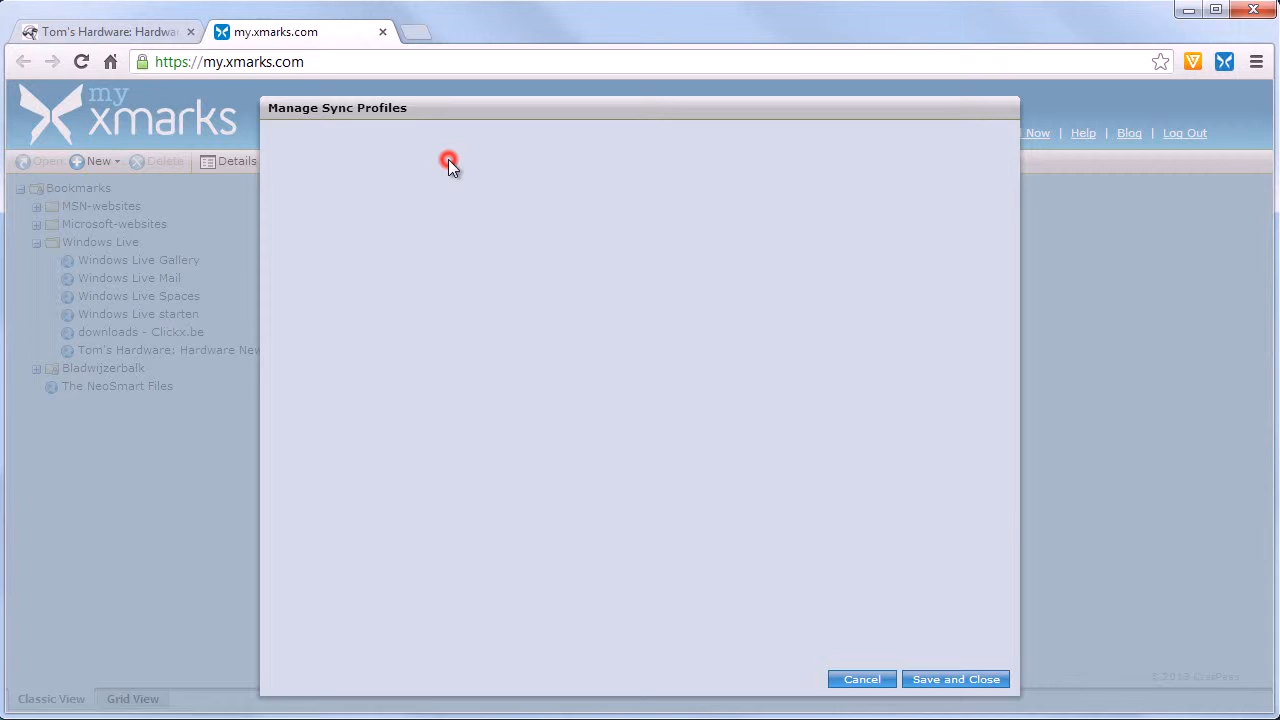 Tom's Hardware: Hardwa
my.xmarks.com
https://my.xmarks.com
my
xmarks
Manage Sync Profiles
Now | Help | Blog | Log Out
Open New Delete Details
Bookmarks
MSN-websites
Microsoft-websites
Windows Live
Windows Live Gallery
Windows Live Mail
Windows Live Spaces
Windows Live starten
downloads - Clickx.be
Tom's Hardware: Hardware New
Bladwijzerbalk
The NeoSmart Files
Cancel Save and Close
Classic View Grid View